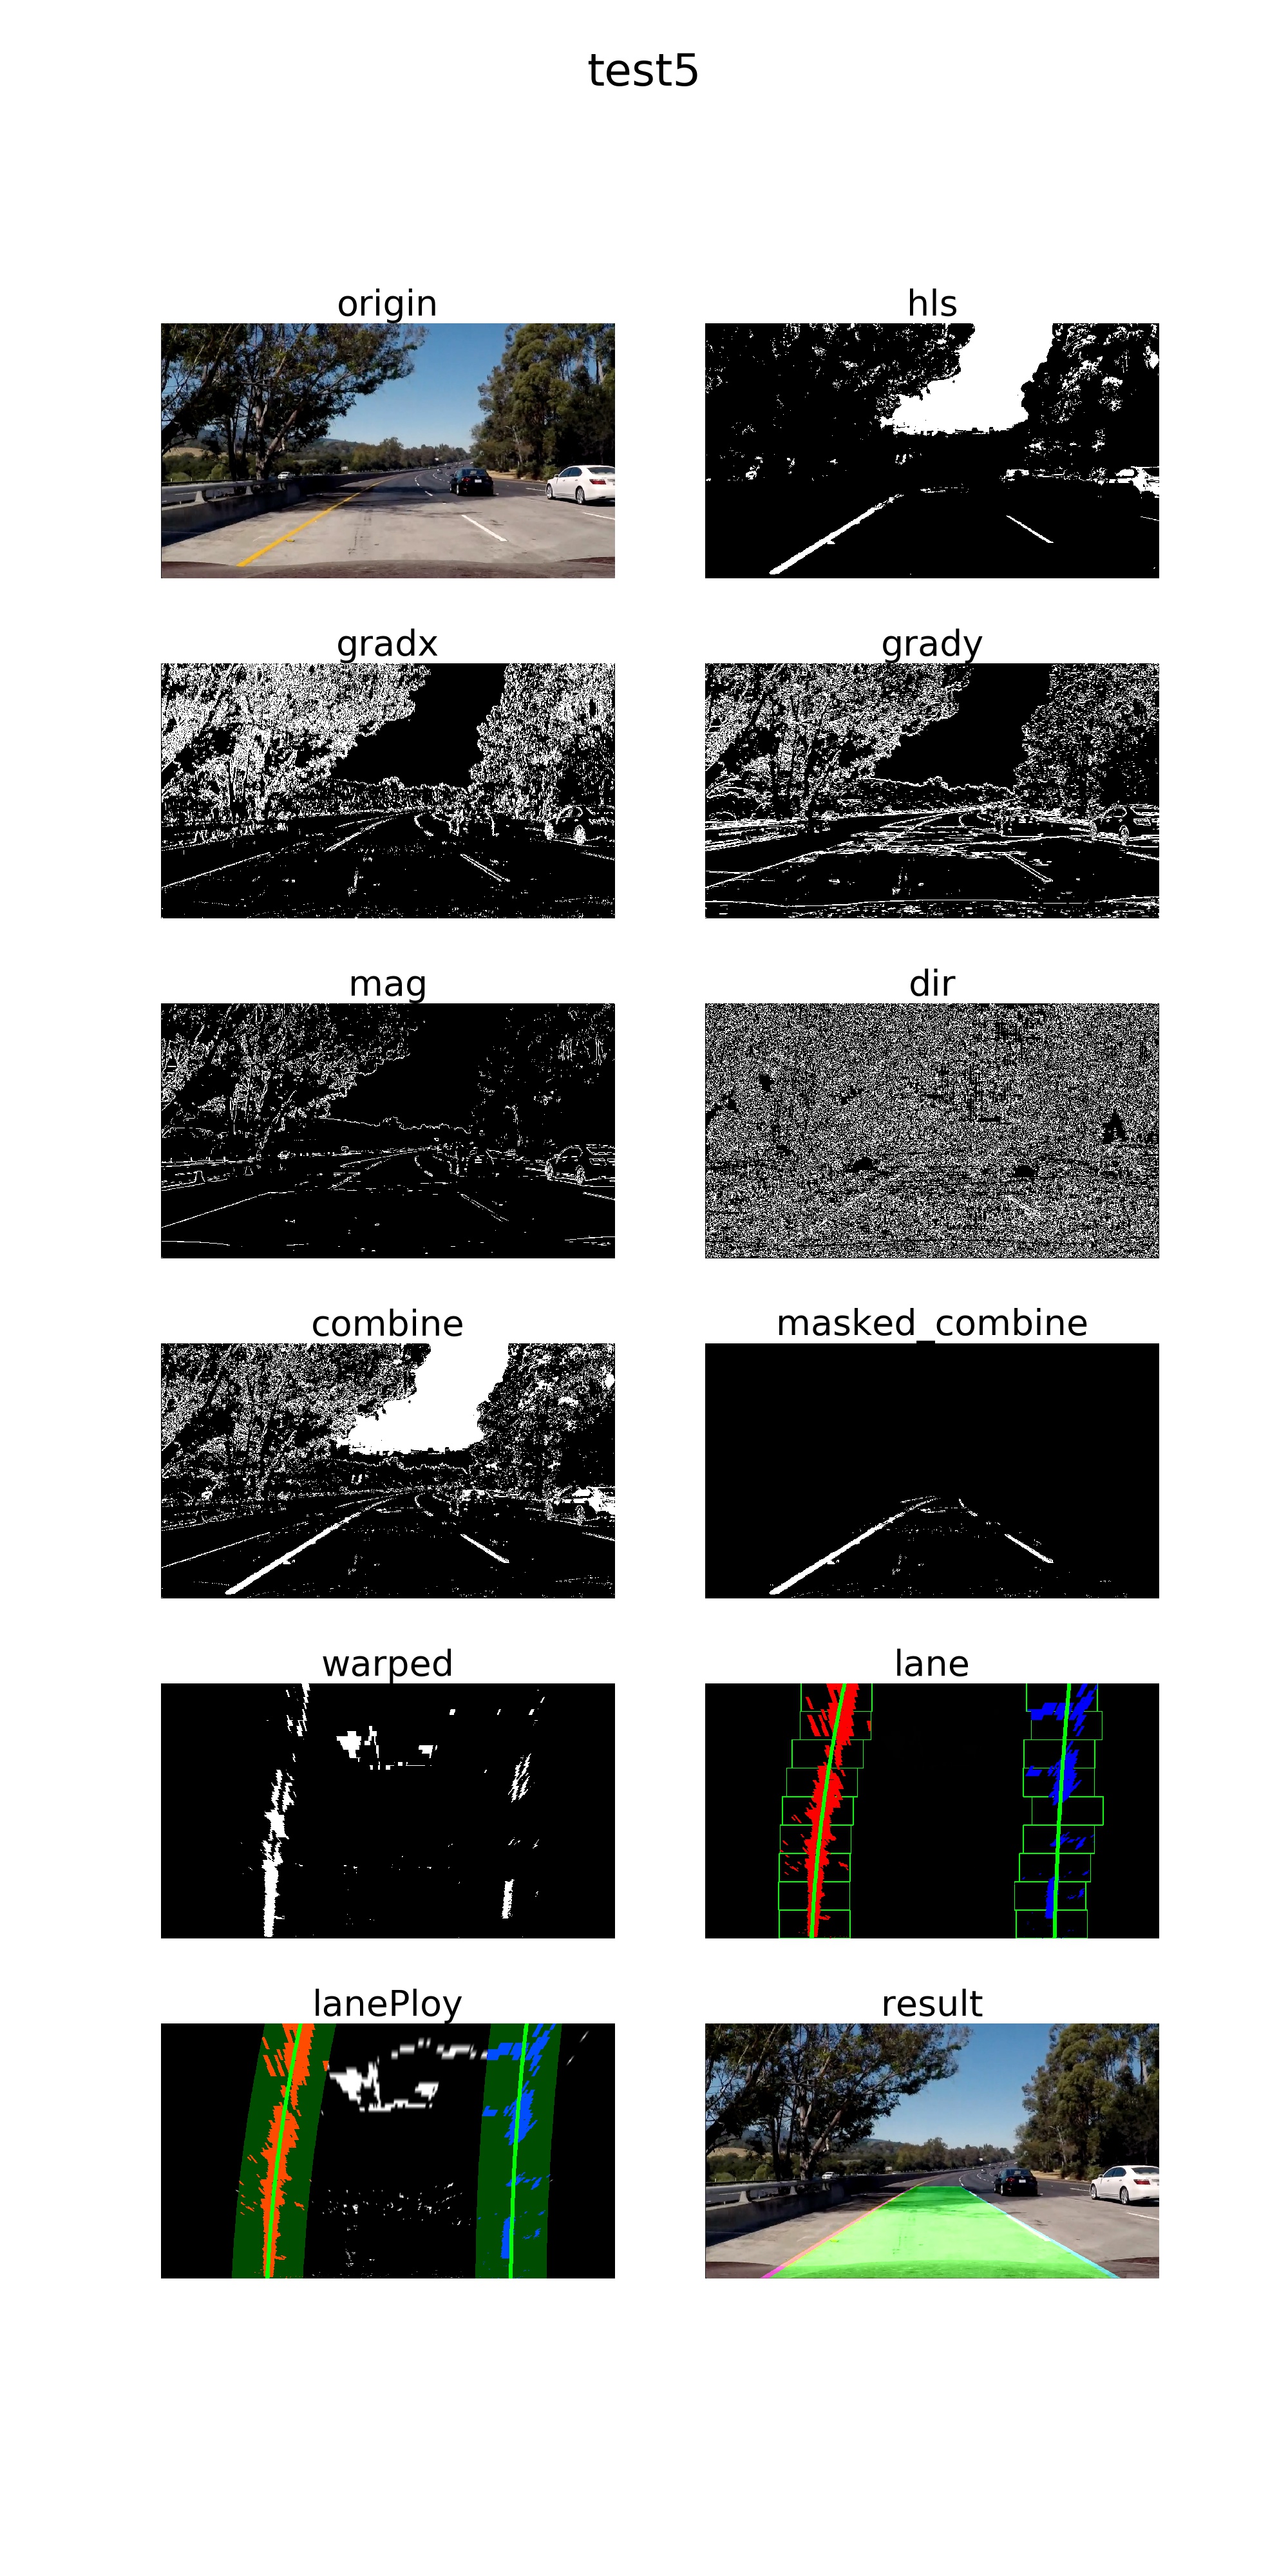 test5
origin
hls
gradx
grady
mag
dir
combine
masked_combine
warped
lane
lanePloy
result